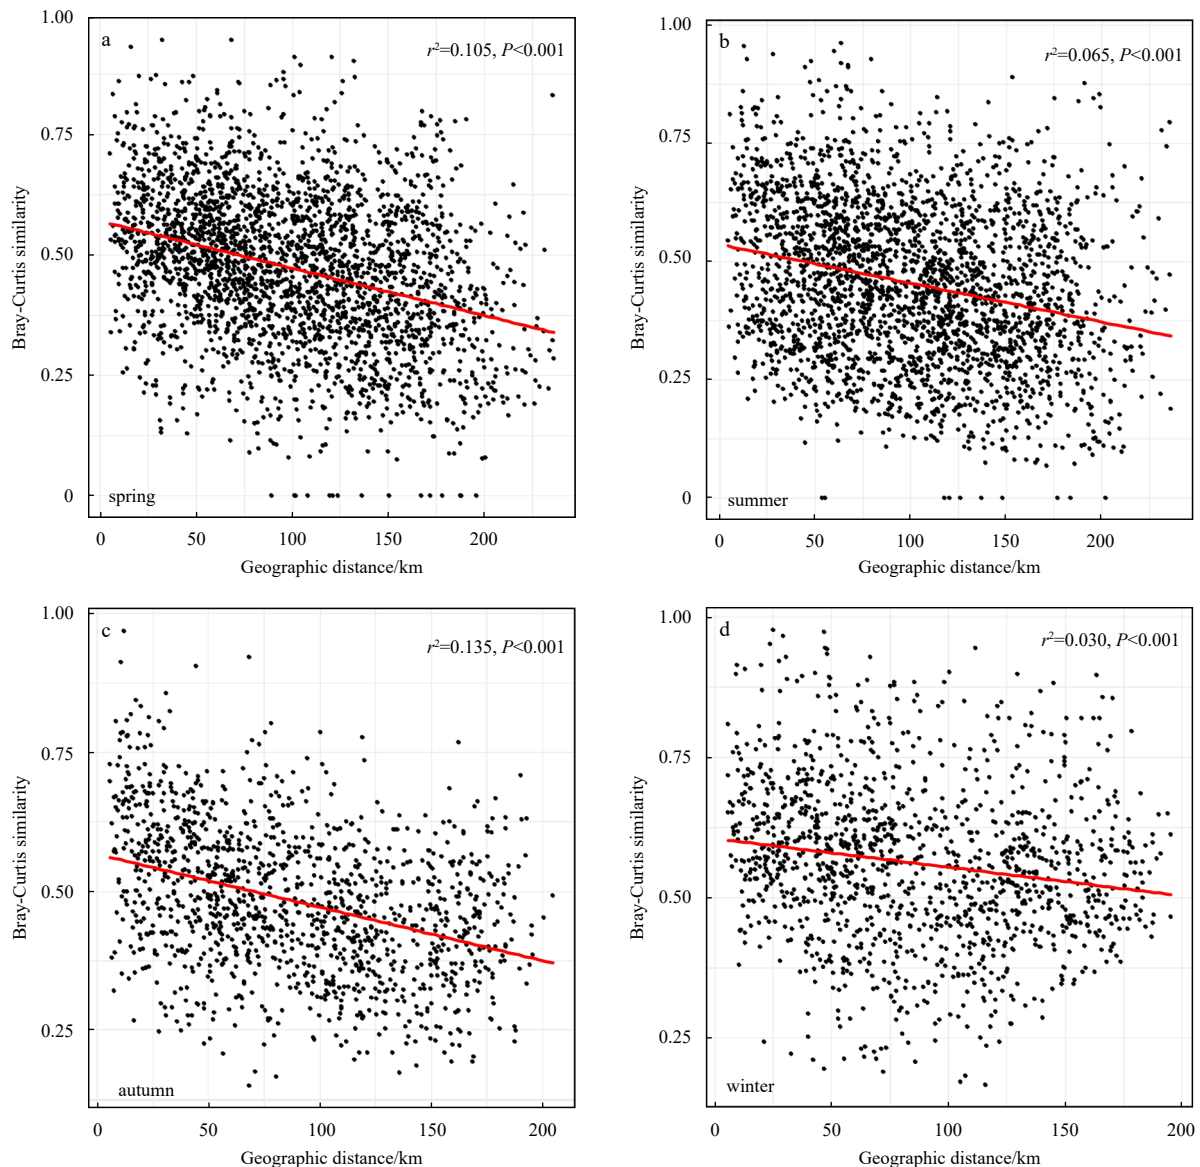 1.00
a
r²=0.105, P<0.001
0.75
0.50
0.25
0
Bray-Curtis similarity
spring
0
50
100
150
200
Geographic distance/km
1.00
b
r²=0.065, P<0.001
0.75
0.50
0.25
0
Bray-Curtis similarity
summer
0
50
100
150
200
Geographic distance/km
1.00
c
r²=0.135, P<0.001
0.75
0.50
0.25
Bray-Curtis similarity
autumn
0
50
100
150
200
Geographic distance/km
1.00
d
r²=0.030, P<0.001
0.75
0.50
0.25
Bray-Curtis similarity
winter
0
50
100
150
200
Geographic distance/km